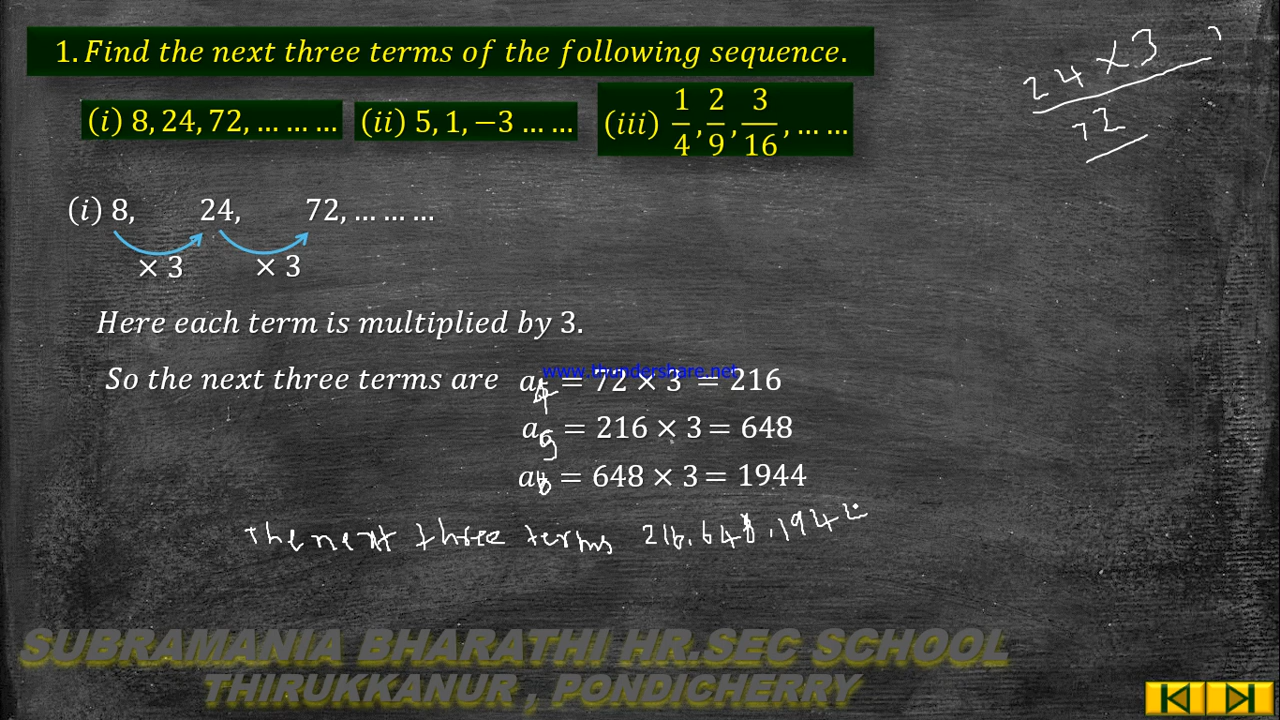 1. Find the next three terms of the following sequence.
(i) 8, 24, 72, ... ... ... (ii) 5, 1, −3 ... ... (iii) 1/4, 2/9, 3/16, ... ...
24 × 3
72
(i) 8, 24, 72, ... ... ...
× 3 × 3
Here each term is multiplied by 3.
So the next three terms are a4 = 72 × 3 = 216
www.thundershare.net
a5 = 216 × 3 = 648
a6 = 648 × 3 = 1944
The next three terms 216, 648, 1944
SUBRAMANIA BHARATHI HR.SEC SCHOOL
THIRUKKANUR , PONDICHERRY